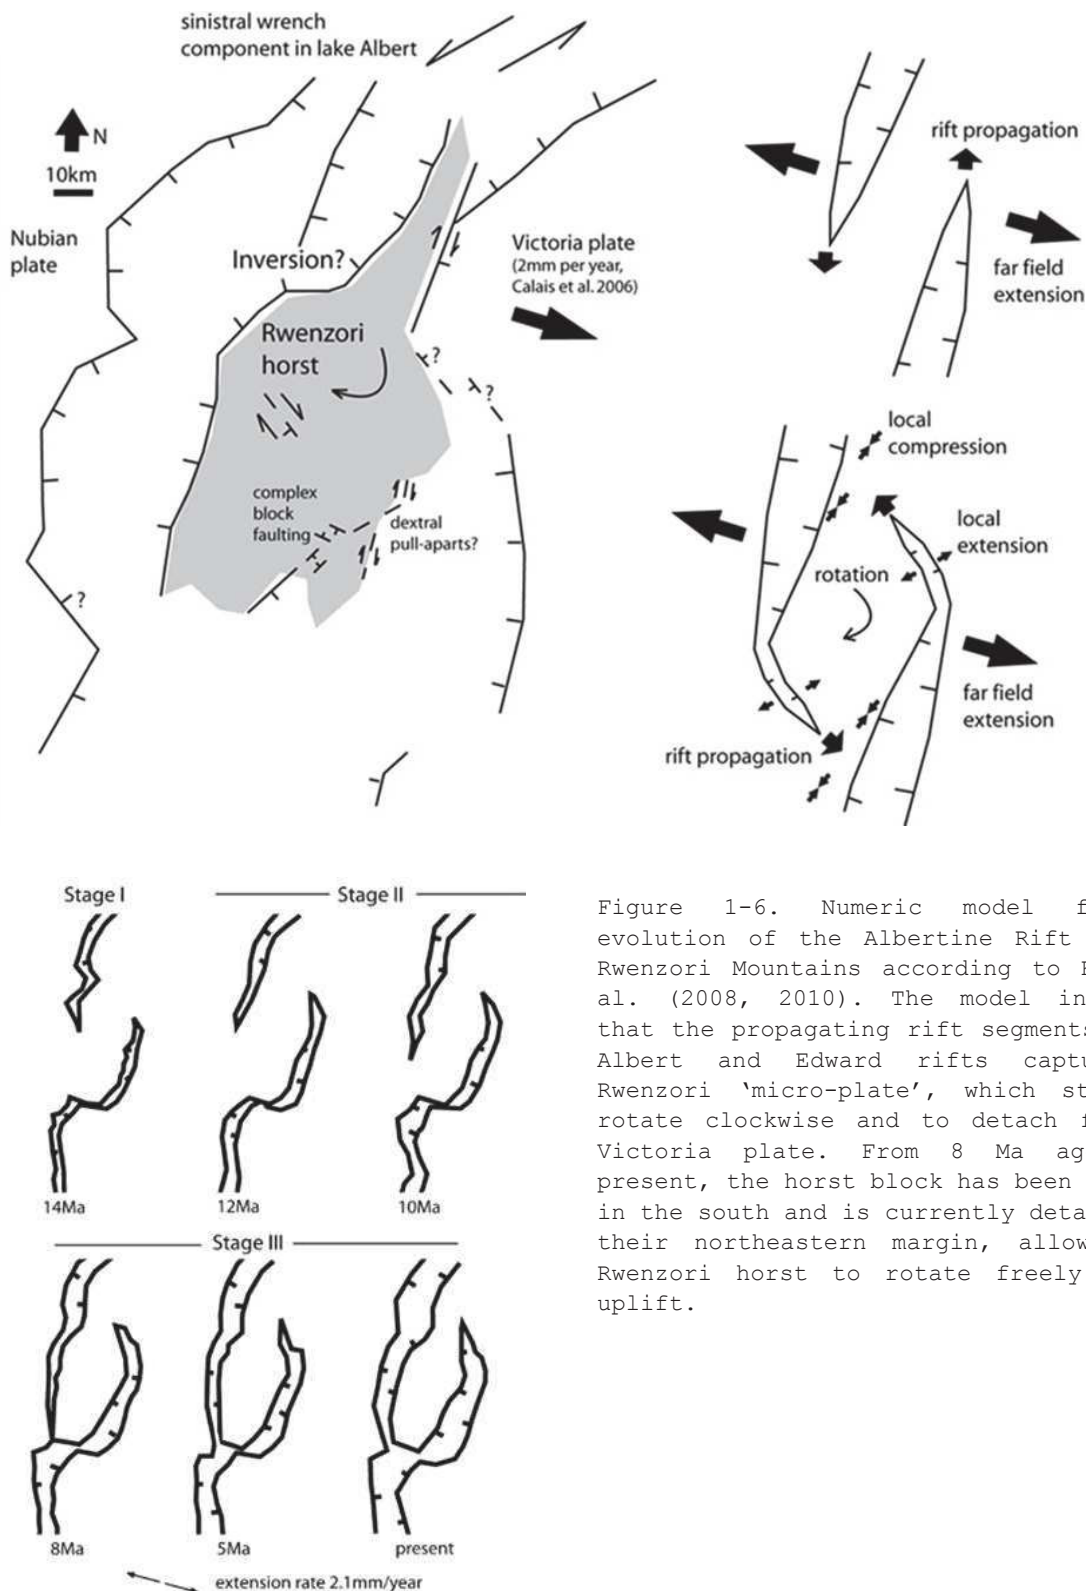 sinistral wrench
component in lake Albert
N
10km
Nubian
plate
Inversion?
Rwenzori
horst
Victoria plate
(2mm per year,
Calais et al. 2006)
?
?
complex
block
faulting
dextral
pull-aparts?
?
rift propagation
far field
extension
local
compression
local
extension
rotation
far field
extension
rift propagation
Stage I
Stage II
14Ma
12Ma
10Ma
Stage III
8Ma
5Ma
present
extension rate 2.1mm/year
Figure 1-6. Numeric model f
evolution of the Albertine Rift
Rwenzori Mountains according to
al. (2008, 2010). The model in
that the propagating rift segments
Albert and Edward rifts captu
Rwenzori ‘micro-plate’, which st
rotate clockwise and to detach f
Victoria plate. From 8 Ma ag
present, the horst block has been
in the south and is currently deta
their northeastern margin, allow
Rwenzori horst to rotate freely
uplift.